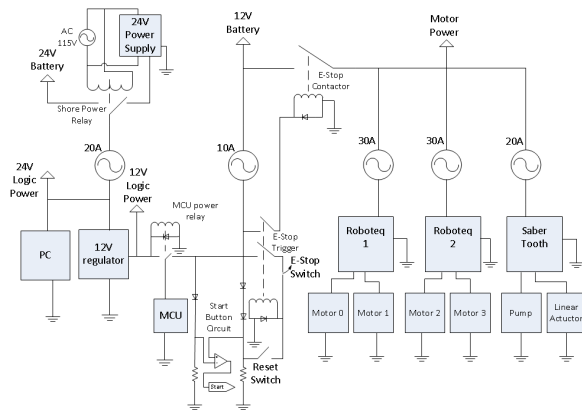 AC
115V
24V
Power
Supply
24V
Battery
Shore Power
Relay
12V
Battery
E-Stop
Contactor
Motor
Power
20A
10A
30A
30A
20A
24V
Logic
Power
12V
Logic
Power
MCU power
relay
E-Stop
Trigger
E-Stop
Switch
PC
12V
regulator
MCU
Start
Button
Circuit
Start
Reset
Switch
Roboteq
1
Roboteq
2
Saber
Tooth
Motor 0
Motor 1
Motor 2
Motor 3
Pump
Linear
Actuctor